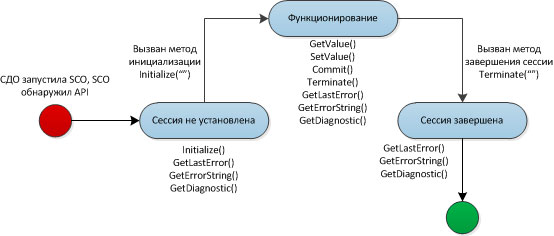 СДО запустила SCO, SCO
обнаружил API
Сессия не установлена
Initialize()
GetLastError()
GetErrorString()
GetDiagnostic()
Вызван метод
инициализации
Initialize(“”)
Функционирование
GetValue()
SetValue()
Commit()
Terminate()
GetLastError()
GetErrorString()
GetDiagnostic()
Вызван метод
завершения сессии
Terminate(“”)
Сессия завершена
GetLastError()
GetErrorString()
GetDiagnostic()